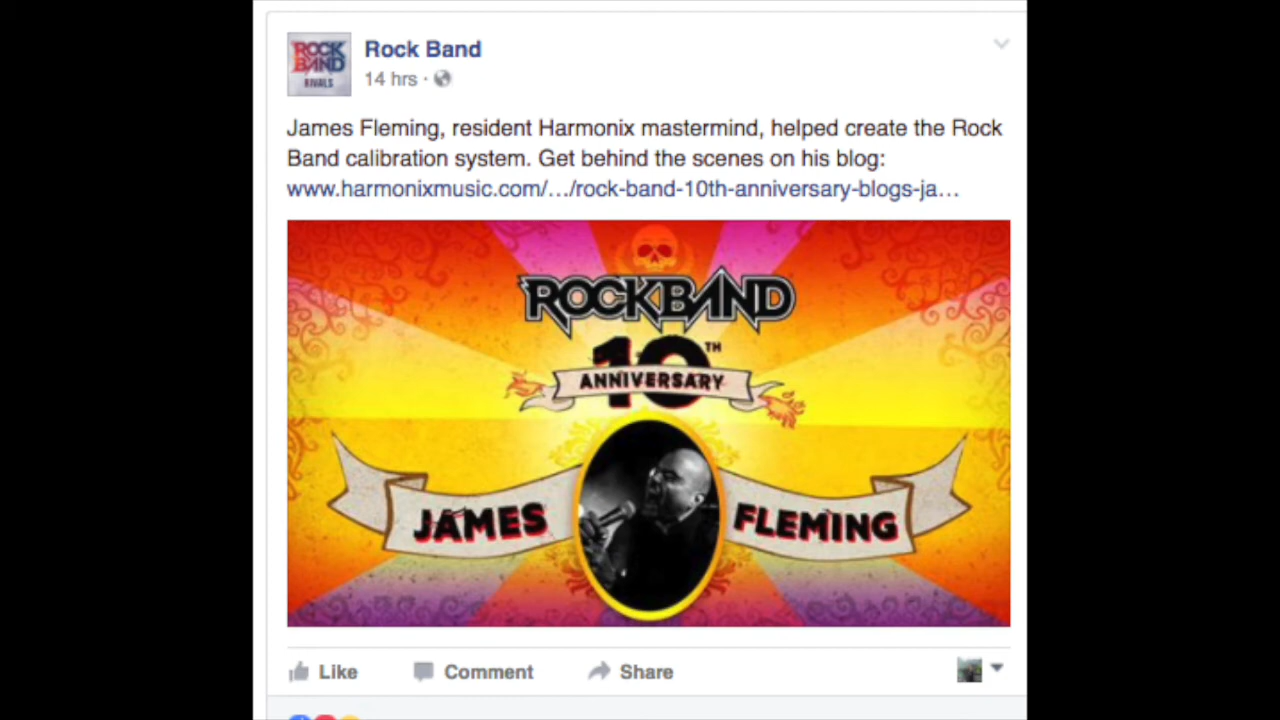 ROCK
BAND
RIVALS
Rock Band
14 hrs ·
James Fleming, resident Harmonix mastermind, helped create the Rock
Band calibration system. Get behind the scenes on his blog:
www.harmonixmusic.com/…/rock-band-10th-anniversary-blogs-ja…
ROCKBAND
10TH
ANNIVERSARY
JAMES
FLEMING
Like
Comment
Share